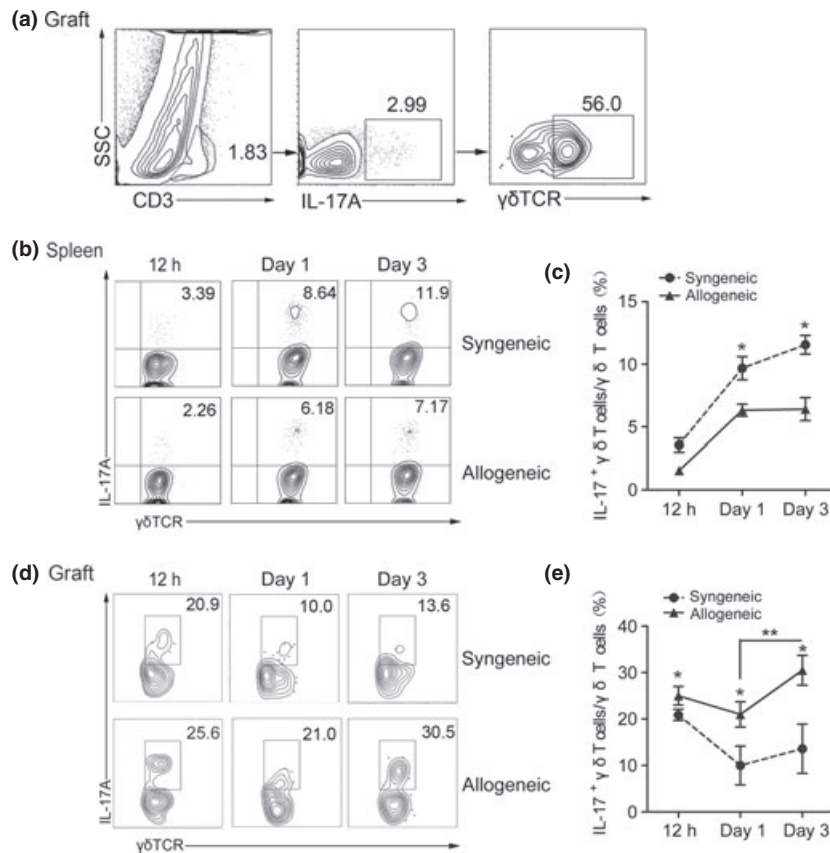 (a) Graft
SSC
1.83
2.99
56.0
CD3
IL-17A
γδTCR
(b) Spleen
12 h Day 1 Day 3
3.39 8.64 11.9
Syngeneic
2.26 6.18 7.17
Allogeneic
IL-17A
γδTCR
(c)
Syngeneic
Allogeneic
IL-17 + γ δ T cells/γ δ T cells (%)
15
10
5
0
* *
12 h Day 1 Day 3
(d) Graft
12 h Day 1 Day 3
20.9 10.0 13.6
Syngeneic
25.6 21.0 30.5
Allogeneic
IL-17A
γδTCR
(e)
Syngeneic
Allogeneic
IL-17 + γ δ T cells/γ δ T cells (%)
40
30
20
10
0
**
* * *
12 h Day 1 Day 3